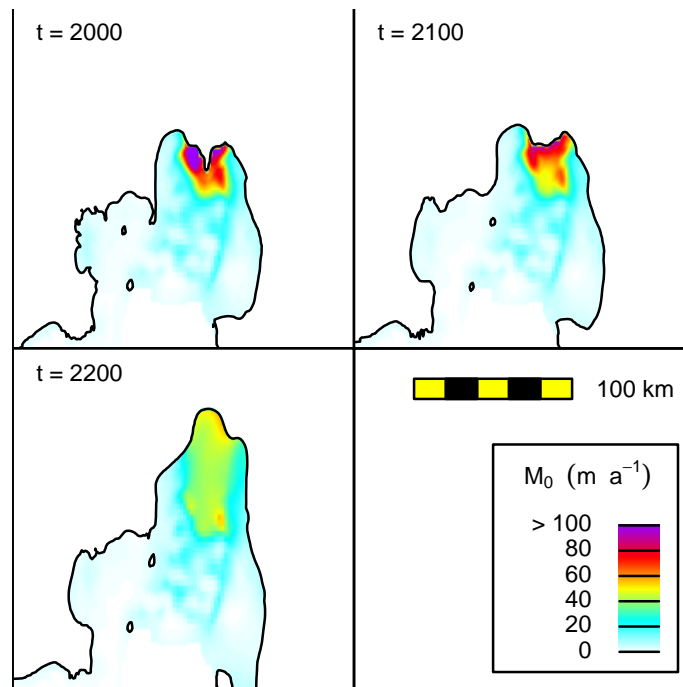 t = 2000
t = 2100
t = 2200
100 km
M₀ (m a⁻¹)
> 100
80
60
40
20
0